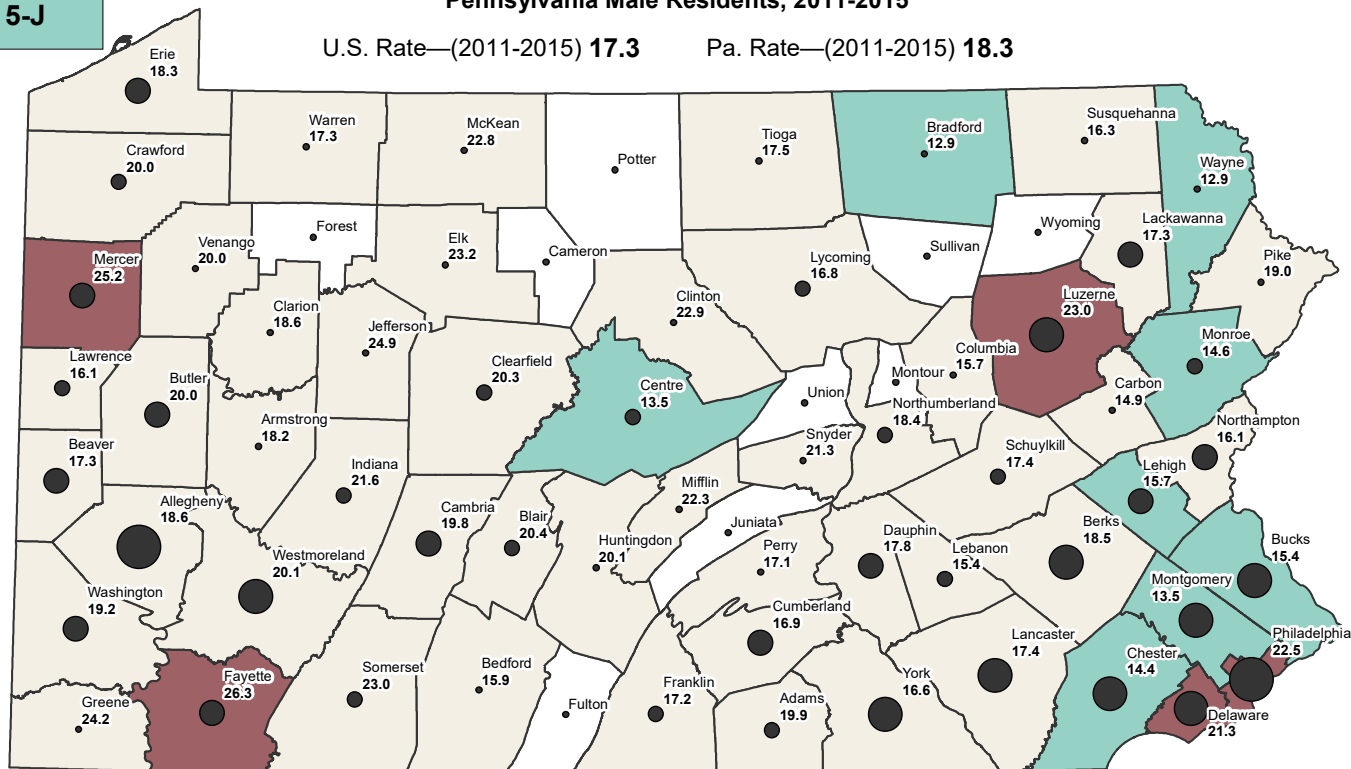 5-J
Pennsylvania Male Residents, 2011-2015
U.S. Rate—(2011-2015) 17.3
Pa. Rate—(2011-2015) 18.3
Erie
18.3
Warren
17.3
McKean
22.8
Potter
Tioga
17.5
Bradford
12.9
Susquehanna
16.3
Wayne
12.9
Crawford
20.0
Mercer
25.2
Venango
20.0
Forest
Elk
23.2
Cameron
Lycoming
16.8
Sullivan
Wyoming
Lackawanna
17.3
Pike
19.0
Clarion
18.6
Jefferson
24.9
Clinton
22.9
Luzerne
23.0
Lawrence
16.1
Butler
20.0
Clearfield
20.3
Centre
13.5
Union
Montour
Columbia
15.7
Monroe
14.6
Carbon
14.9
Armstrong
18.2
Northumberland
18.4
Northampton
16.1
Beaver
17.3
Indiana
21.6
Snyder
21.3
Schuylkill
17.4
Lehigh
15.7
Allegheny
18.6
Cambria
19.8
Blair
20.4
Mifflin
22.3
Juniata
Huntingdon
20.1
Perry
17.1
Dauphin
17.8
Lebanon
15.4
Berks
18.5
Bucks
15.4
Westmoreland
20.1
Washington
19.2
Cumberland
16.9
Montgomery
13.5
Philadelphia
22.5
Lancaster
17.4
Chester
14.4
Fayette
26.3
Somerset
23.0
Bedford
15.9
Fulton
Franklin
17.2
Adams
19.9
York
16.6
Greene
24.2
Delaware
21.3